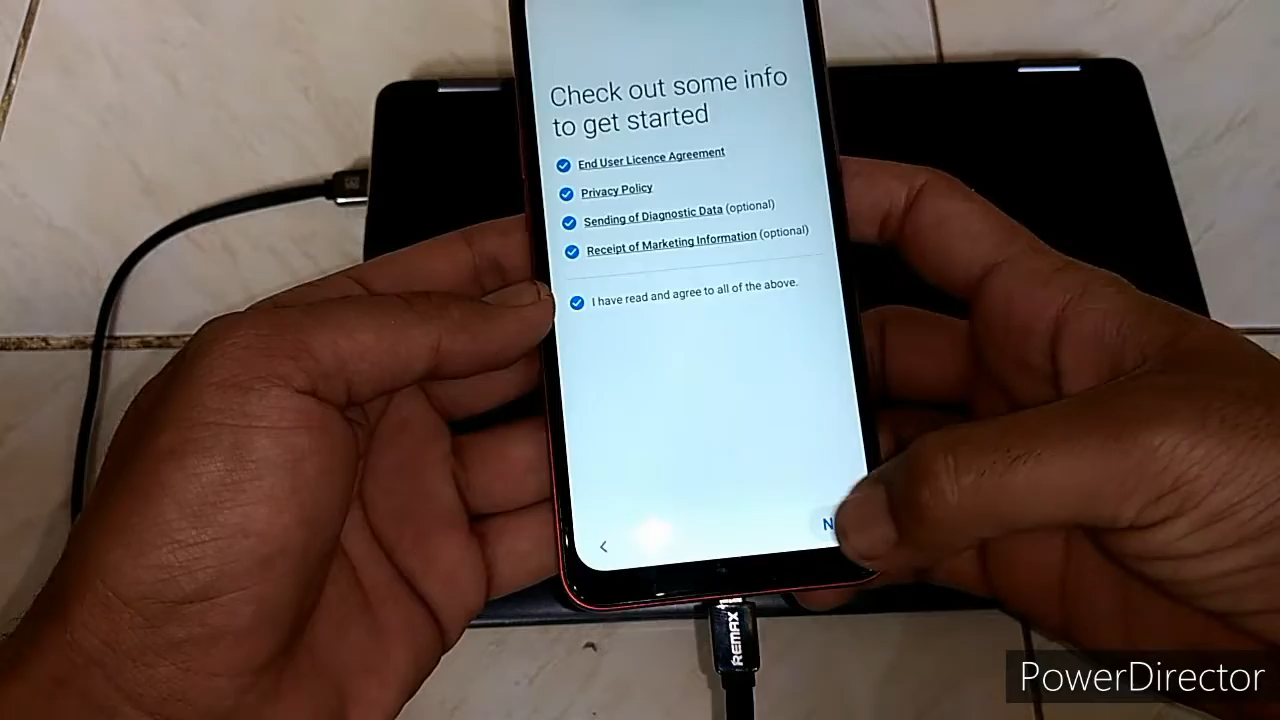 Check out some info
to get started
End User Licence Agreement
Privacy Policy
Sending of Diagnostic Data (optional)
Receipt of Marketing Information (optional)
I have read and agree to all of the above.
REMAX
PowerDirector